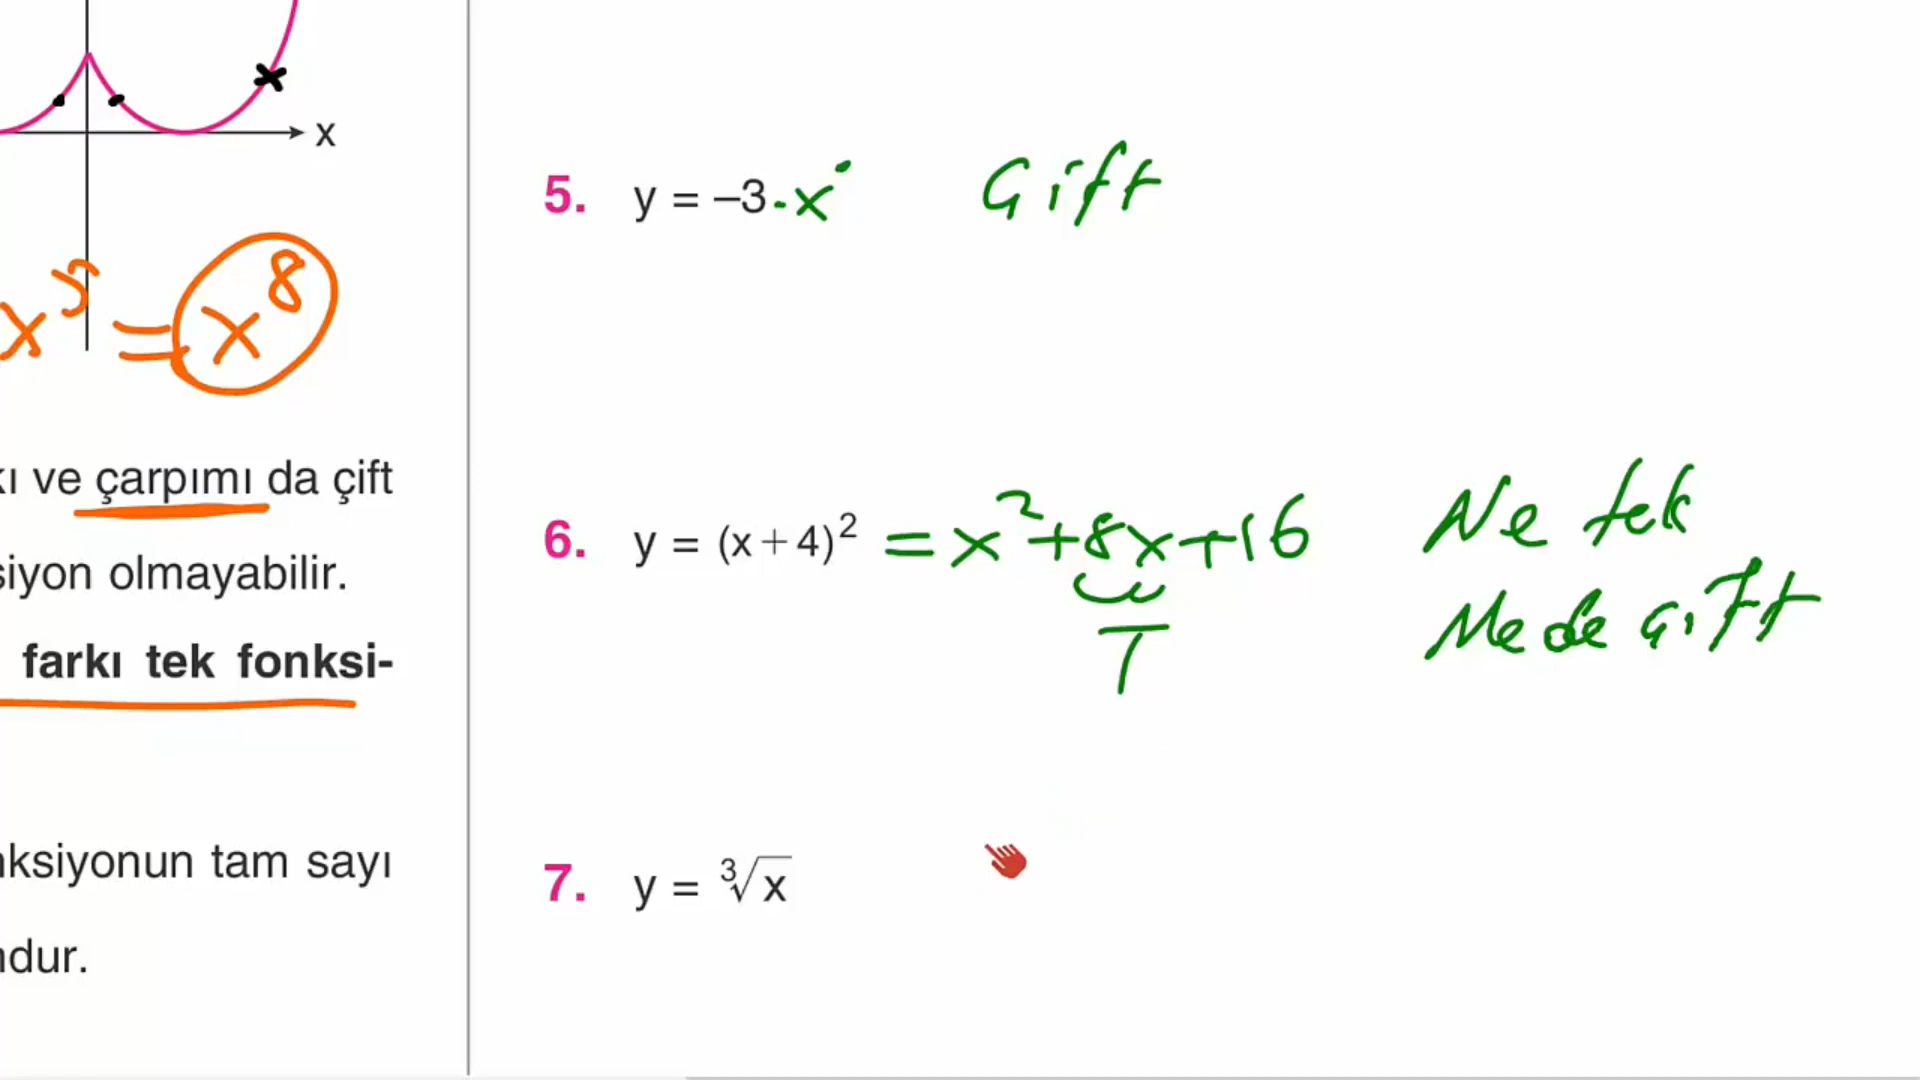 x
x⁵ = x⁸
kı ve çarpımı da çift
siyon olmayabilir.
farkı tek fonksi-
ksiyonun tam sayı
ndur.
5. y = –3·x° Çift
6. y = (x+4)² = x²+8x+16 Ne tek
T Ne de çift
7. y = ∛x